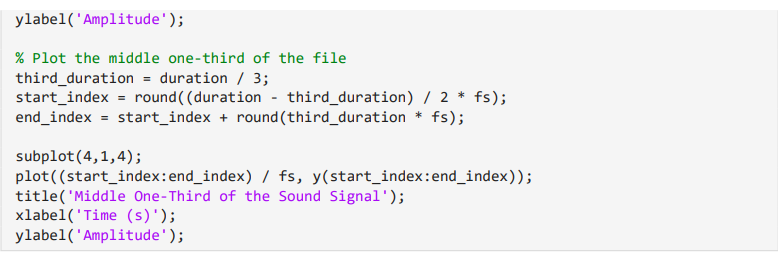 ylabel('Amplitude');
% Plot the middle one-third of the file
third_duration = duration / 3;
start_index = round((duration - third_duration) / 2 * fs);
end_index = start_index + round(third_duration * fs);
subplot(4,1,4);
plot((start_index:end_index) / fs, y(start_index:end_index));
title('Middle One-Third of the Sound Signal');
xlabel('Time (s)');
ylabel('Amplitude');